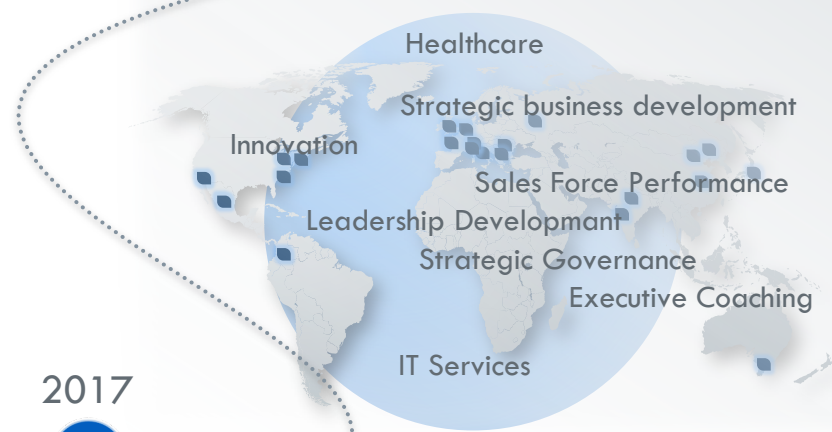 Healthcare
Strategic business development
Innovation
Sales Force Performance
Leadership Developmant
Strategic Governance
Executive Coaching
IT Services
2017